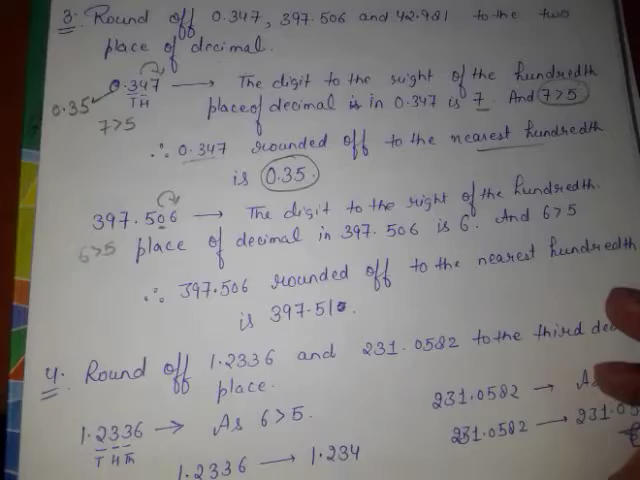 3. Round off 0.347, 397.506 and 42.981 to the two
place of decimal.
0.35 ← 0.347 → The digit to the right of the hundredth
T H place of decimal is in 0.347 is 7. And 7>5
7>5
∴ 0.347 rounded off to the nearest hundredth
is 0.35.
397.506 → The digit to the right of the hundredth.
6>5 place of decimal in 397.506 is 6. And 6>5
∴ 397.506 rounded off to the nearest hundredth
is 397.510.
4. Round off 1.2336 and 231.0582 to the third
place.
1.2336 → As 6>5. 231.0582 →
T H Th
1.2336 → 1.234 231.0582 →